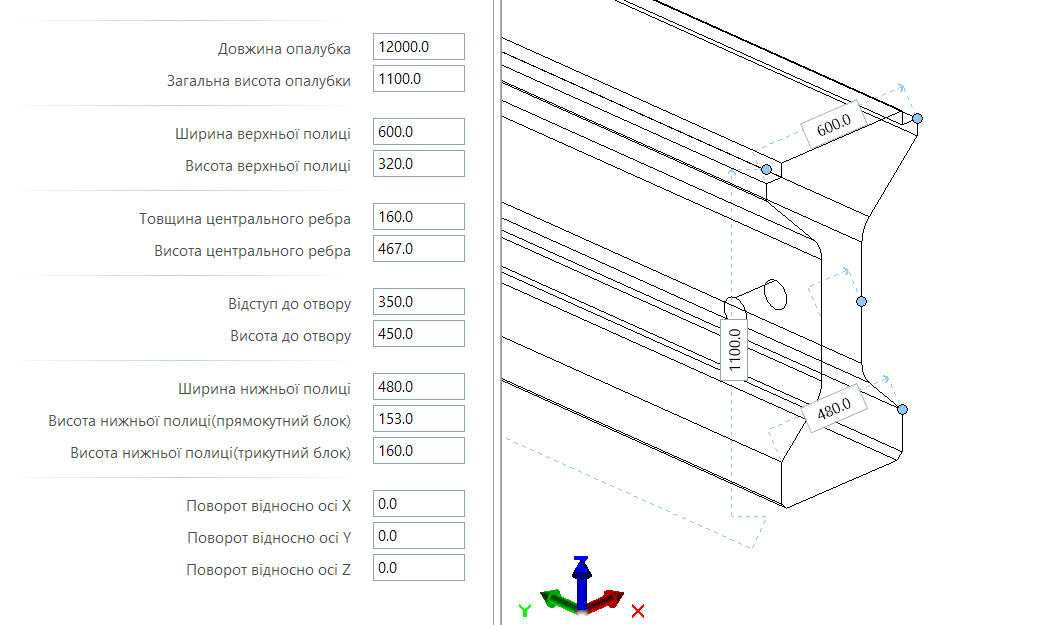 Довжина опалубка 12000.0
Загальна висота опалубки 1100.0
Ширина верхньої полиці 600.0
Висота верхньої полиці 320.0
Товщина центрального ребра 160.0
Висота центрального ребра 467.0
Відступ до отвору 350.0
Висота до отвору 450.0
Ширина нижньої полиці 480.0
Висота нижньої полиці(прямокутний блок) 153.0
Висота нижньої полиці(трикутний блок) 160.0
Поворот відносно осі X 0.0
Поворот відносно осі Y 0.0
Поворот відносно осі Z 0.0
600.0
1100.0
480.0
Z
Y
X